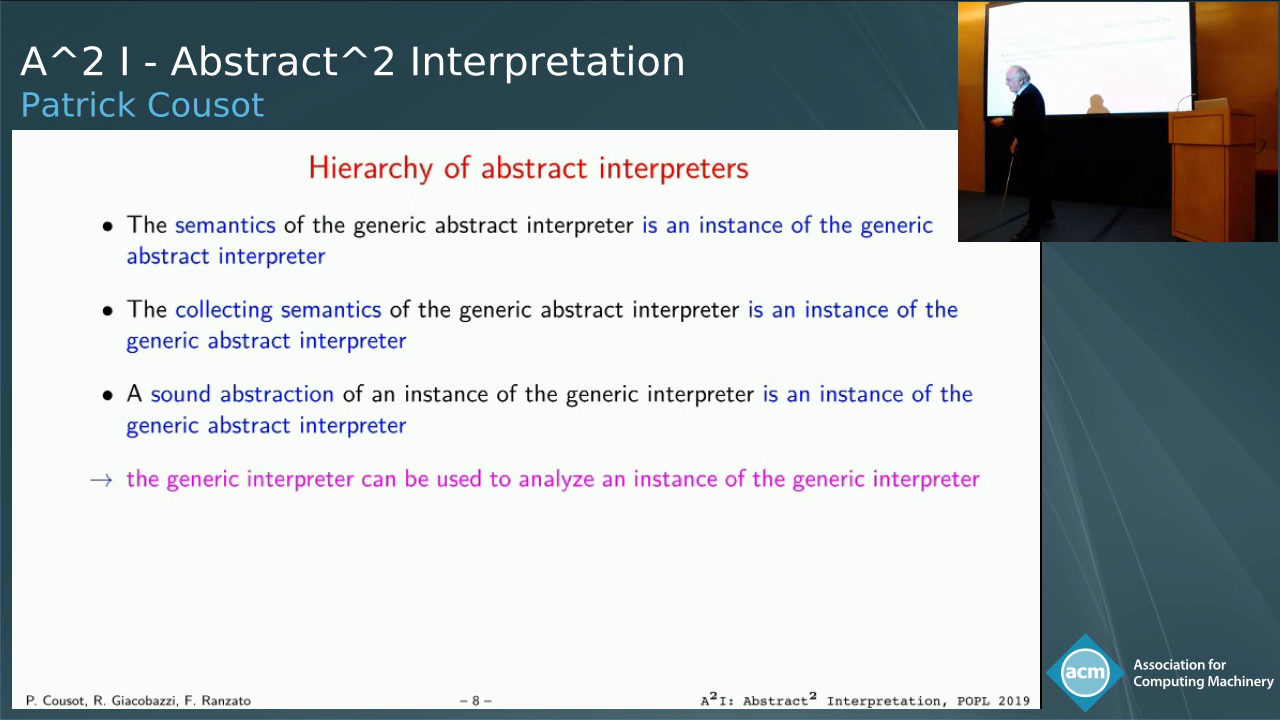 A^2 I - Abstract^2 Interpretation
Patrick Cousot
Hierarchy of abstract interpreters
• The semantics of the generic abstract interpreter is an instance of the generic
abstract interpreter
• The collecting semantics of the generic abstract interpreter is an instance of the
generic abstract interpreter
• A sound abstraction of an instance of the generic interpreter is an instance of the
generic abstract interpreter
→ the generic interpreter can be used to analyze an instance of the generic interpreter
P. Cousot, R. Giacobazzi, F. Ranzato
– 8 –
A²I: Abstract² Interpretation, POPL 2019
acm
Association for
Computing Machinery